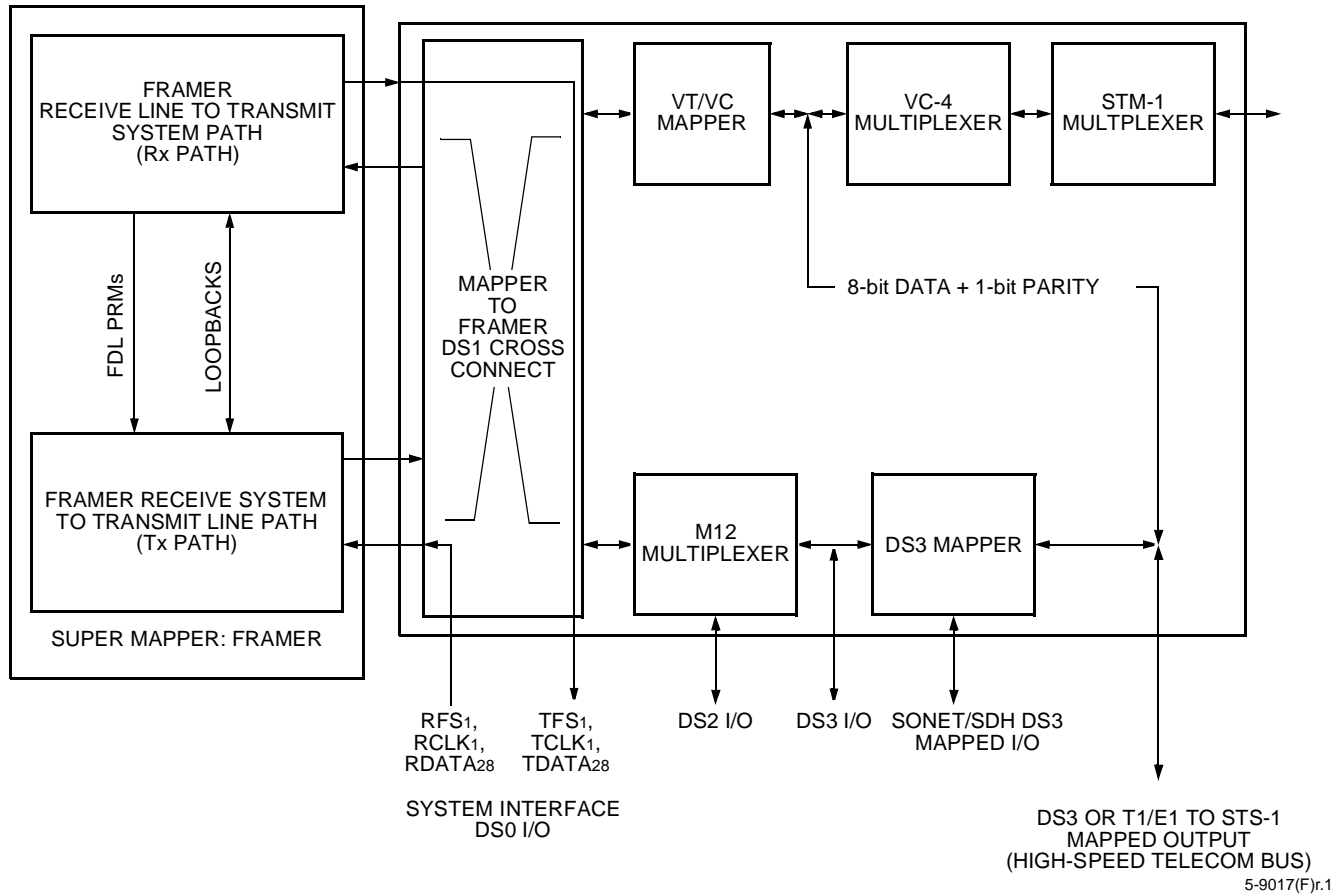 FRAMER
RECEIVE LINE TO TRANSMIT
SYSTEM PATH
(Rx PATH)
VT/VC
MAPPER
VC-4
MULTIPLEXER
STM-1
MULTPLEXER
FDL PRMs
LOOPBACKS
MAPPER
TO
FRAMER
DS1 CROSS
CONNECT
8-bit DATA + 1-bit PARITY
FRAMER RECEIVE SYSTEM
TO TRANSMIT LINE PATH
(Tx PATH)
M12
MULTIPLEXER
DS3 MAPPER
SUPER MAPPER: FRAMER
RFS1,
RCLK1,
RDATA28
TFS1,
TCLK1,
TDATA28
SYSTEM INTERFACE
DS0 I/O
DS2 I/O
DS3 I/O
SONET/SDH DS3
MAPPED I/O
DS3 OR T1/E1 TO STS-1
MAPPED OUTPUT
(HIGH-SPEED TELECOM BUS)
5-9017(F)r.1